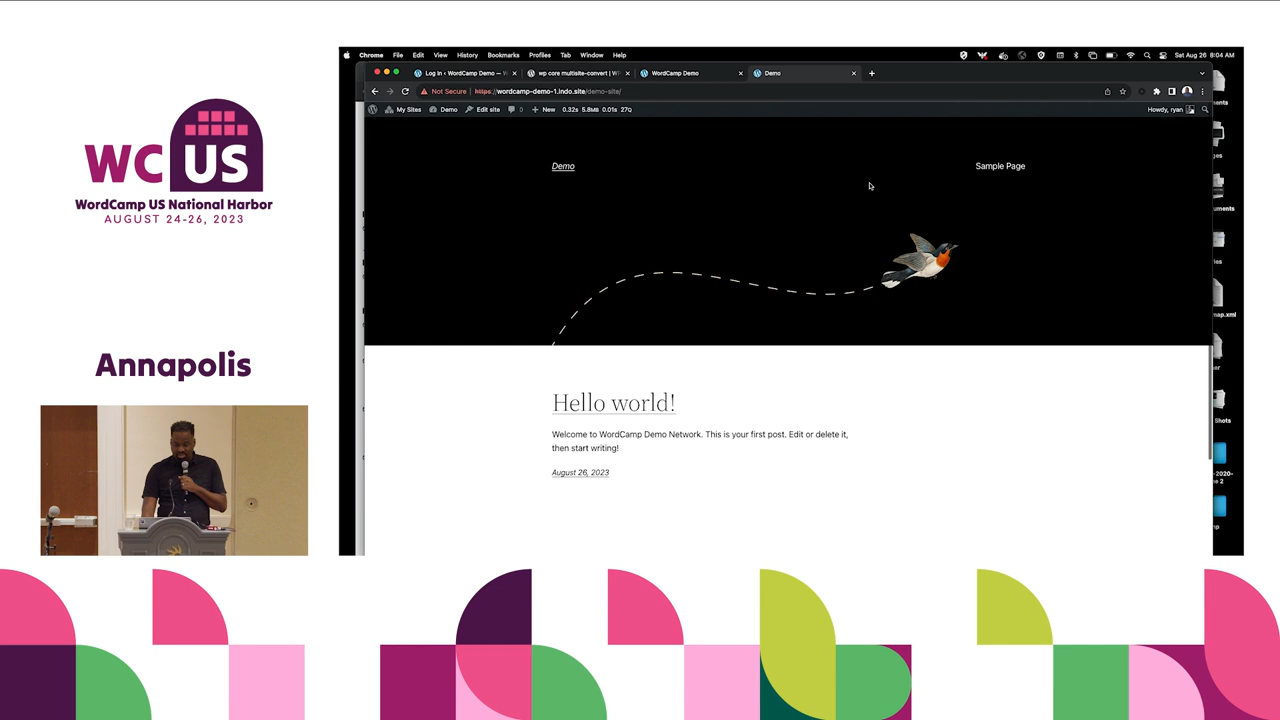 WC US
WordCamp US National Harbor
AUGUST 24-26, 2023
Annapolis
Chrome File Edit View History Bookmarks Profiles Tab Window Help
Sat Aug 26 8:04 AM
Log In ‹ WordCamp Demo —
wp core multisite-convert |
WordCamp Demo
Demo
Not Secure
https://wordcamp-demo-1.indo.site/demo-site/
My Sites Demo Edit site 0 New 0.32s 5.8MB 0.01s 27Q
Howdy, ryan
Demo
Sample Page
Hello world!
Welcome to WordCamp Demo Network. This is your first post. Edit or delete it,
then start writing!
August 26, 2023
map.xml
Shots